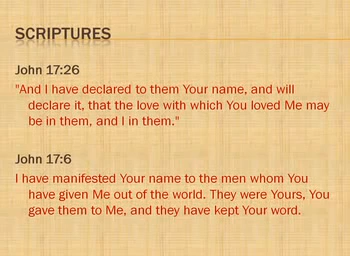 SCRIPTURES
John 17:26
"And I have declared to them Your name, and will
declare it, that the love with which You loved Me may
be in them, and I in them."
John 17:6
I have manifested Your name to the men whom You
have given Me out of the world. They were Yours, You
gave them to Me, and they have kept Your word.